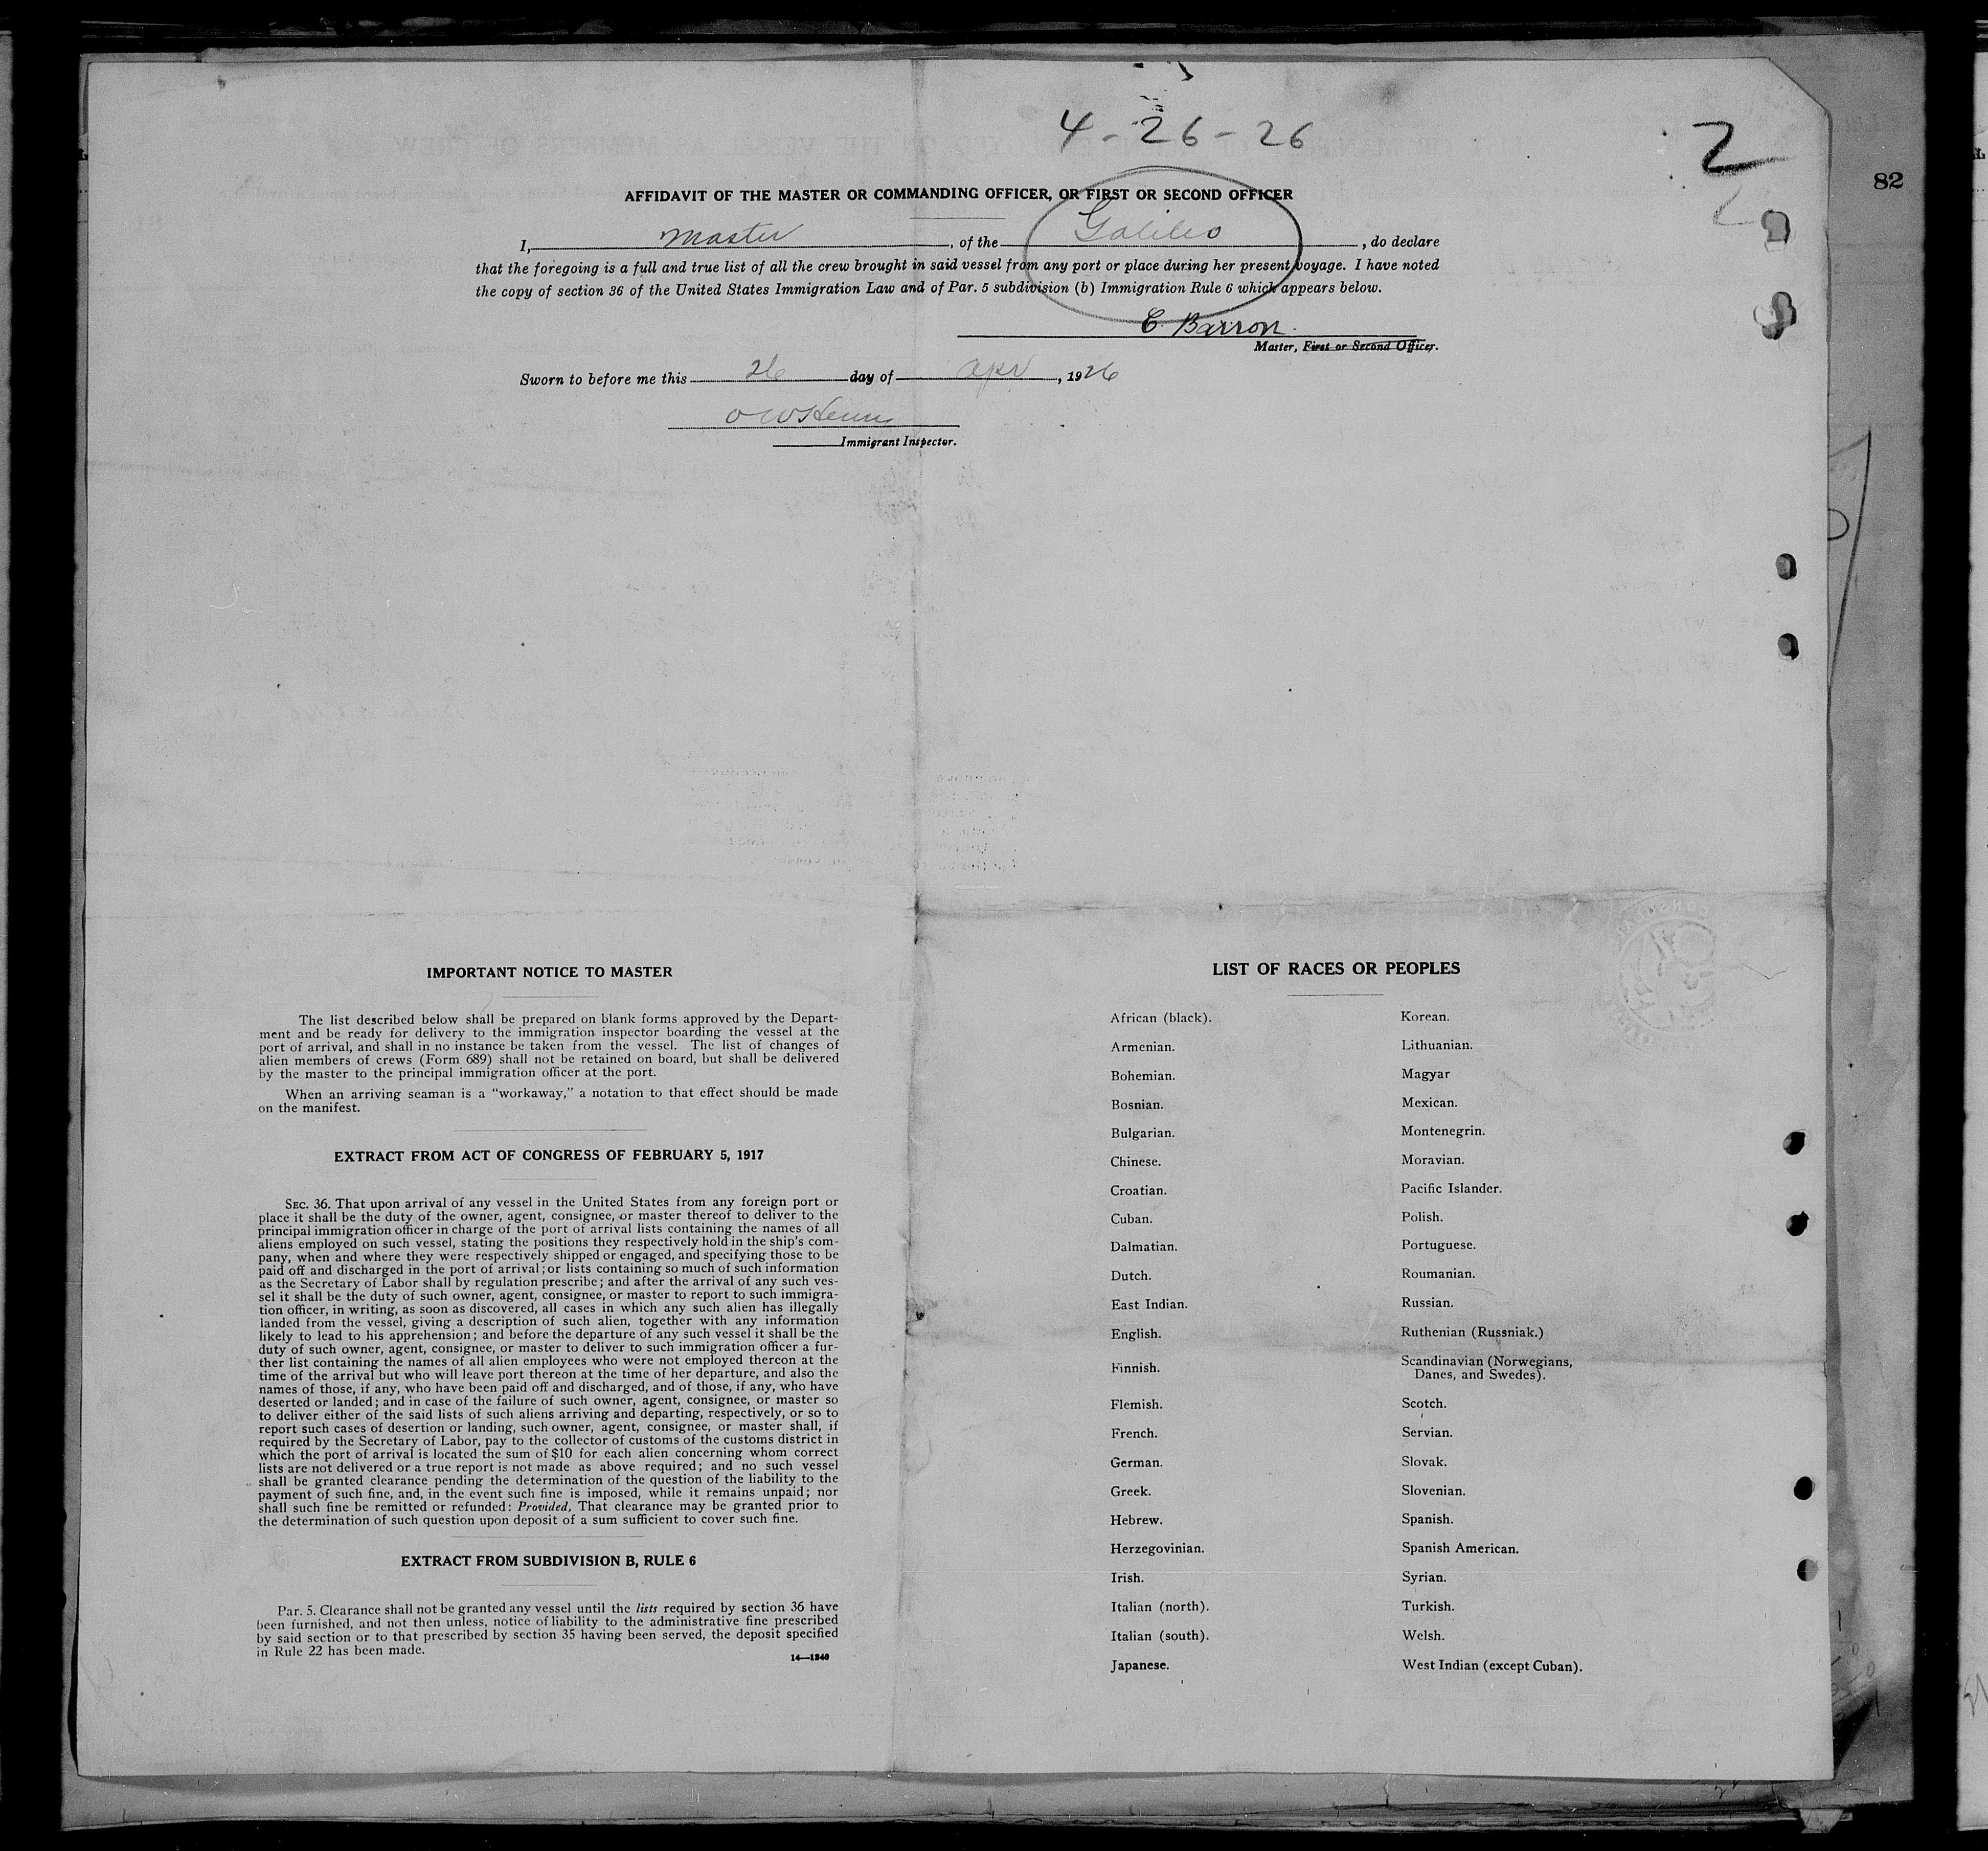 4-26-26
2
82
AFFIDAVIT OF THE MASTER OR COMMANDING OFFICER, OR FIRST OR SECOND OFFICER
I, Master, of the Galileo, do declare
that the foregoing is a full and true list of all the crew brought in said vessel from any port or place during her present voyage. I have noted
the copy of section 36 of the United States Immigration Law and of Par. 5 subdivision (b) Immigration Rule 6 which appears below.
E. Barron.
Master, First or Second Officer.
Sworn to before me this 26 day of Apr, 1926
Immigrant Inspector.
IMPORTANT NOTICE TO MASTER
The list described below shall be prepared on blank forms approved by the Depart-
ment and be ready for delivery to the immigration inspector boarding the vessel at the
port of arrival, and shall in no instance be taken from the vessel. The list of changes of
alien members of crews (Form 689) shall not be retained on board, but shall be delivered
by the master to the principal immigration officer at the port.
When an arriving seaman is a "workaway," a notation to that effect should be made
on the manifest.
EXTRACT FROM ACT OF CONGRESS OF FEBRUARY 5, 1917
SEC. 36. That upon arrival of any vessel in the United States from any foreign port or
place it shall be the duty of the owner, agent, consignee, or master thereof to deliver to the
principal immigration officer in charge of the port of arrival lists containing the names of all
aliens employed on such vessel, stating the positions they respectively hold in the ship's com-
pany, when and where they were respectively shipped or engaged, and specifying those to be
paid off and discharged in the port of arrival; or lists containing so much of such information
as the Secretary of Labor shall by regulation prescribe; and after the arrival of any such ves-
sel it shall be the duty of such owner, agent, consignee, or master to report to such immigra-
tion officer, in writing, as soon as discovered, all cases in which any such alien has illegally
landed from the vessel, giving a description of such alien, together with any information
likely to lead to his apprehension; and before the departure of any such vessel it shall be the
duty of such owner, agent, consignee, or master to deliver to such immigration officer a fur-
ther list containing the names of all alien employees who were not employed thereon at the
time of the arrival but who will leave port thereon at the time of her departure, and also the
names of those, if any, who have been paid off and discharged, and of those, if any, who have
deserted or landed; and in case of the failure of such owner, agent, consignee, or master so
to deliver either of the said lists of such aliens arriving and departing, respectively, or so to
report such cases of desertion or landing, such owner, agent, consignee, or master shall, if
required by the Secretary of Labor, pay to the collector of customs of the customs district in
which the port of arrival is located the sum of $10 for each alien concerning whom correct
lists are not delivered or a true report is not made as above required; and no such vessel
shall be granted clearance pending the determination of the question of the liability to the
payment of such fine, and, in the event such fine is imposed, while it remains unpaid; nor
shall such fine be remitted or refunded: Provided, That clearance may be granted prior to
the determination of such question upon deposit of a sum sufficient to cover such fine.
EXTRACT FROM SUBDIVISION B, RULE 6
Par. 5. Clearance shall not be granted any vessel until the lists required by section 36 have
been furnished, and not then unless, notice of liability to the administrative fine prescribed
by said section or to that prescribed by section 35 having been served, the deposit specified
in Rule 22 has been made.
14—1240
LIST OF RACES OR PEOPLES
African (black).
Armenian.
Bohemian.
Bosnian.
Bulgarian.
Chinese.
Croatian.
Cuban.
Dalmatian.
Dutch.
East Indian.
English.
Finnish.
Flemish.
French.
German.
Greek.
Hebrew.
Herzegovinian.
Irish.
Italian (north).
Italian (south).
Japanese.
Korean.
Lithuanian.
Magyar
Mexican.
Montenegrin.
Moravian.
Pacific Islander.
Polish.
Portuguese.
Roumanian.
Russian.
Ruthenian (Russniak.)
Scandinavian (Norwegians,
Danes, and Swedes).
Scotch.
Servian.
Slovak.
Slovenian.
Spanish.
Spanish American.
Syrian.
Turkish.
Welsh.
West Indian (except Cuban).